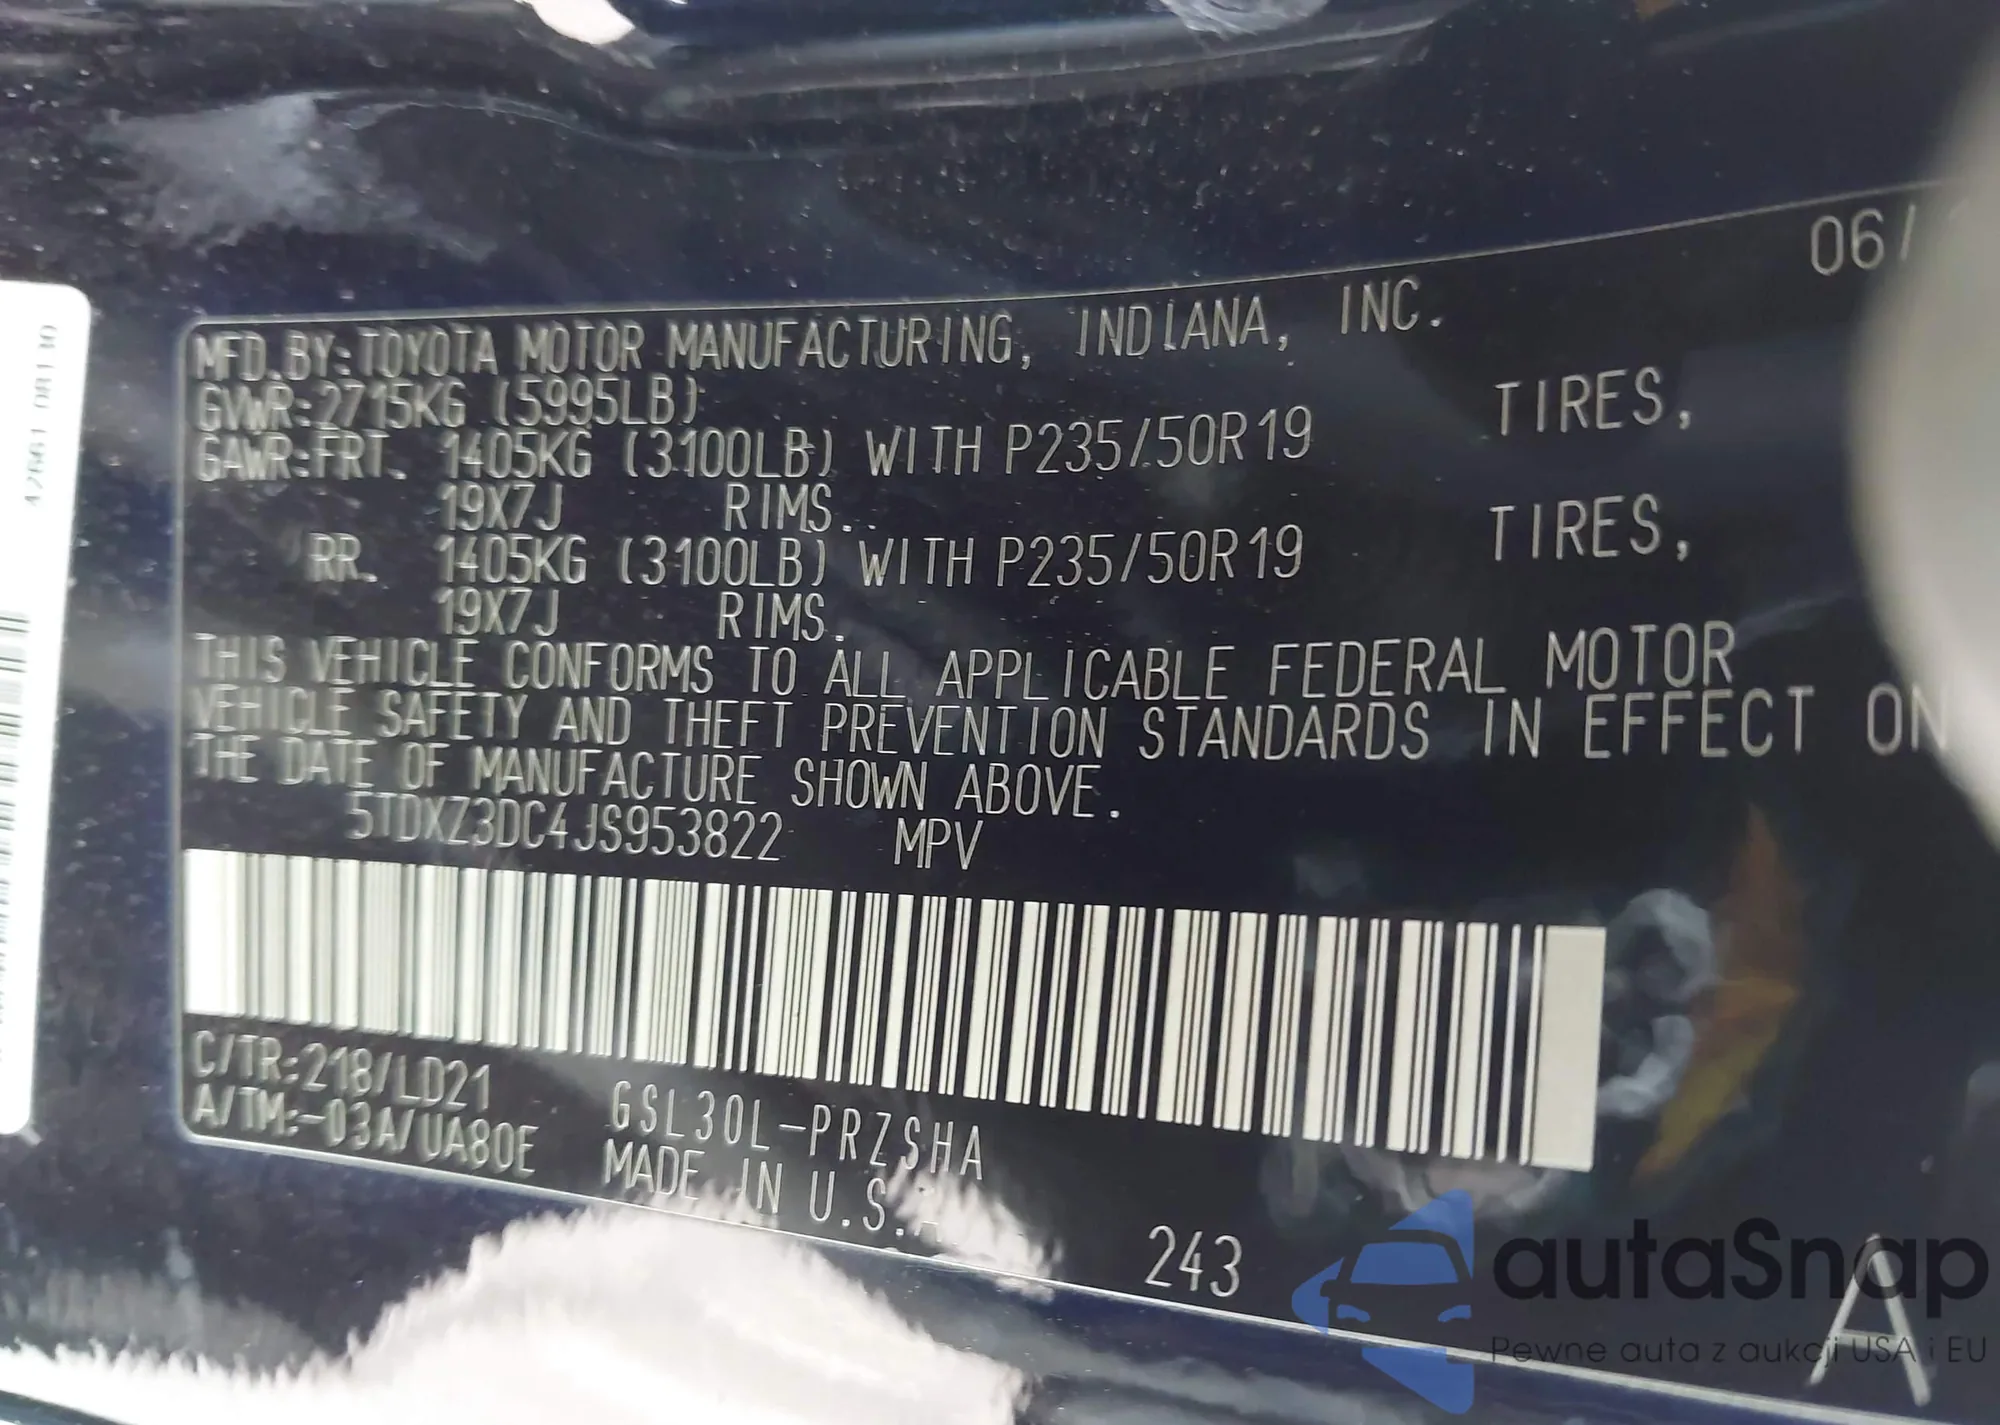 06/
MFD.BY:TOYOTA MOTOR MANUFACTURING, INDIANA, INC.
GVWR:2715KG (5995LB)
GAWR:FRT. 1405KG (3100LB) WITH P235/50R19 TIRES,
19X7J RIMS.
RR. 1405KG (3100LB) WITH P235/50R19 TIRES,
19X7J RIMS.
THIS VEHICLE CONFORMS TO ALL APPLICABLE FEDERAL MOTOR
VEHICLE SAFETY AND THEFT PREVENTION STANDARDS IN EFFECT ON
THE DATE OF MANUFACTURE SHOWN ABOVE.
5TDXZ3DC4JS953822 MPV
C/TR:218/LD21 GSL30L-PRZSHA
A/TM:-03A/UA80E MADE IN U.S.A
243
A
autaSnap
Pewne auta z aukcji USA i EU